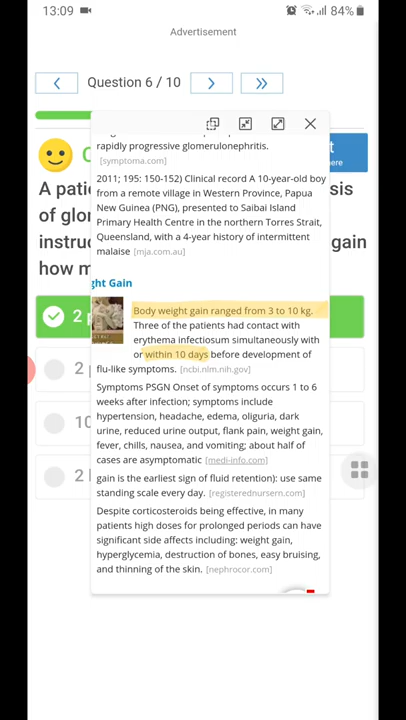 13:09
84%
Advertisement
Question 6 / 10
rapidly progressive glomerulonephritis.
[symptoma.com]
2011; 195: 150-152) Clinical record A 10-year-old boy
from a remote village in Western Province, Papua
New Guinea (PNG), presented to Saibai Island
Primary Health Centre in the northern Torres Strait,
Queensland, with a 4-year history of intermittent
malaise [mja.com.au]
ght Gain
Body weight gain ranged from 3 to 10 kg.
Three of the patients had contact with
erythema infectiosum simultaneously with
or within 10 days before development of
flu-like symptoms. [ncbi.nlm.nih.gov]
Symptoms PSGN Onset of symptoms occurs 1 to 6
weeks after infection; symptoms include
hypertension, headache, edema, oliguria, dark
urine, reduced urine output, flank pain, weight gain,
fever, chills, nausea, and vomiting; about half of
cases are asymptomatic [medi-info.com]
gain is the earliest sign of fluid retention): use same
standing scale every day. [registerednursern.com]
Despite corticosteroids being effective, in many
patients high doses for prolonged periods can have
significant side affects including: weight gain,
hyperglycemia, destruction of bones, easy bruising,
and thinning of the skin. [nephrocor.com]
A pati
sis
of glo
instru
gain
how m
2
2
10
2